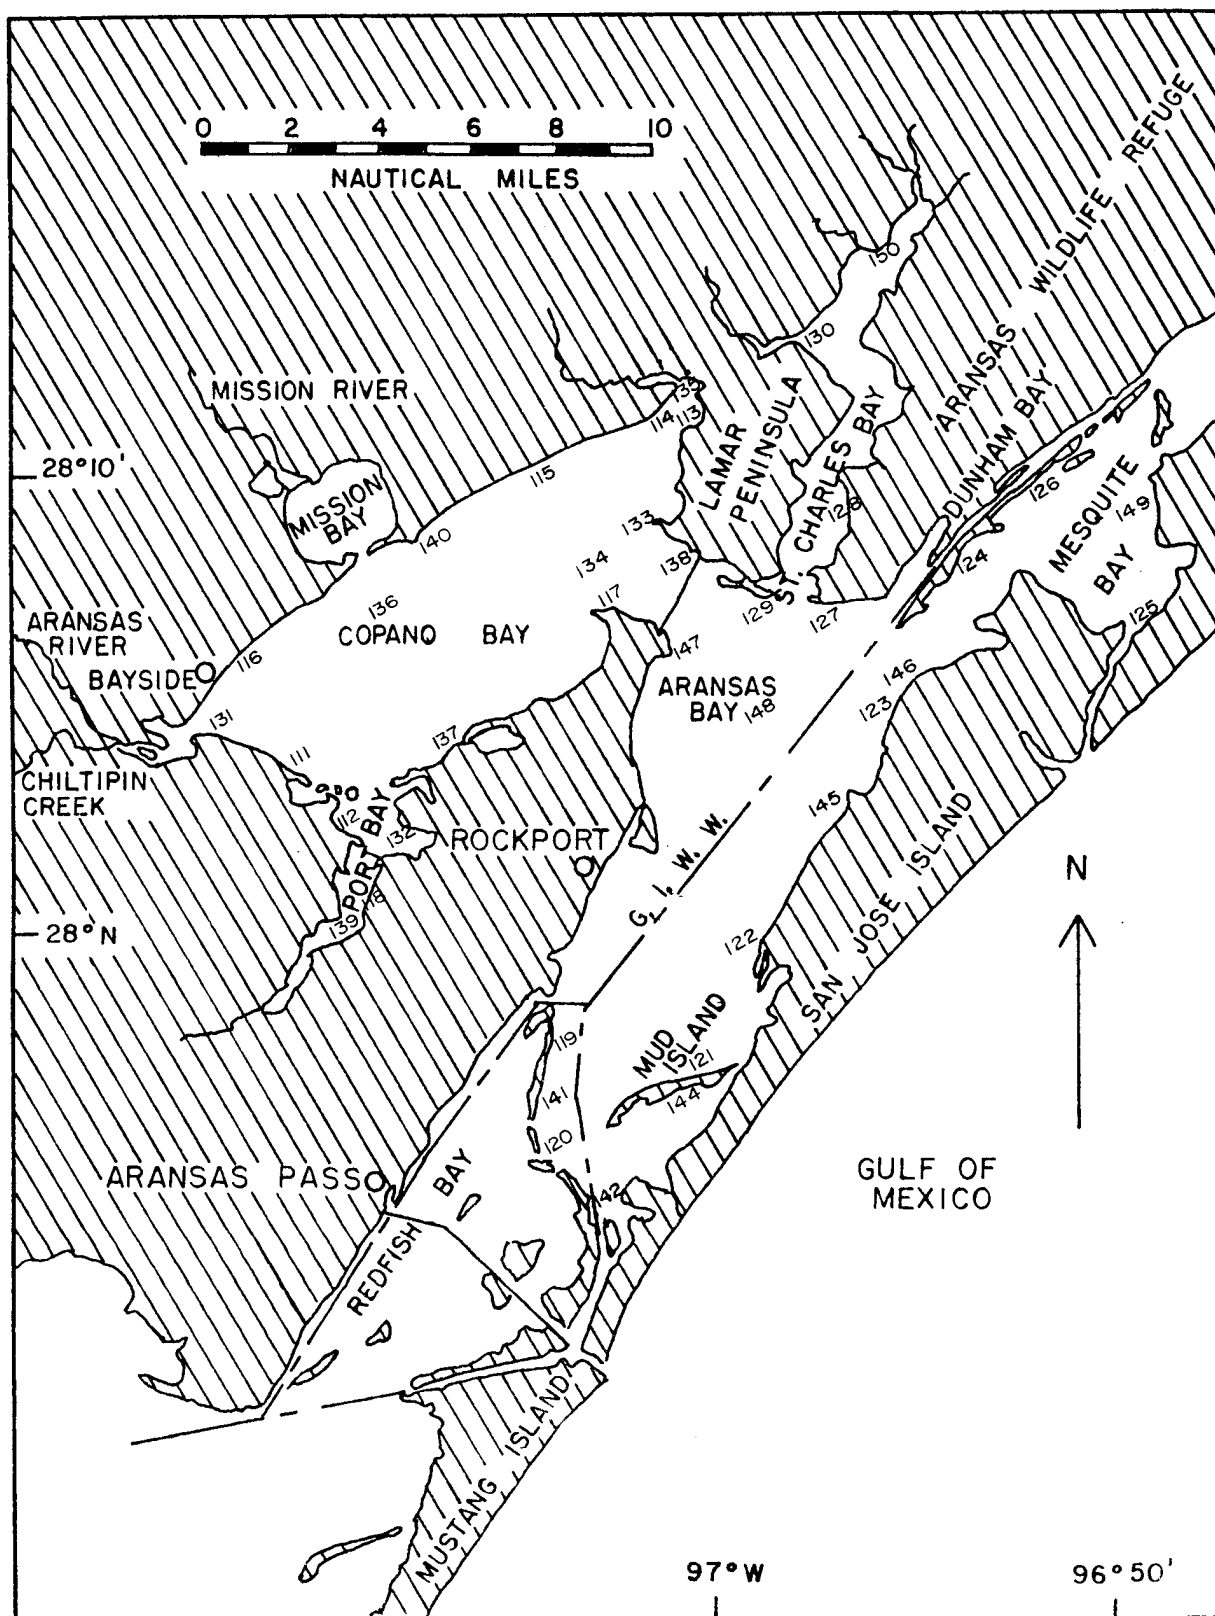 0 2 4 6 8 10
NAUTICAL MILES
ARANSAS WILDLIFE REFUGE
150
130
MISSION RIVER
135
114
113
LAMAR
PENINSULA
ST. CHARLES BAY
DUNHAM BAY
28°10'
115
MISSION
BAY
126
128
MESQUITE
BAY
149
133
140
134
138
124
117
136
129
127
125
ARANSAS
RIVER
COPANO BAY
116
147
BAYSIDE
146
ARANSAS
BAY
148
123
131
137
111
CHILTIPIN
CREEK
112
PORT BAY
132
145
ROCKPORT
G. I. W. W.
SAN JOSE ISLAND
N
139
118
28°N
122
119
MUD
ISLAND
121
141
144
120
ARANSAS PASS
142
GULF OF
MEXICO
REDFISH BAY
MUSTANG ISLAND
97°W
96°50'